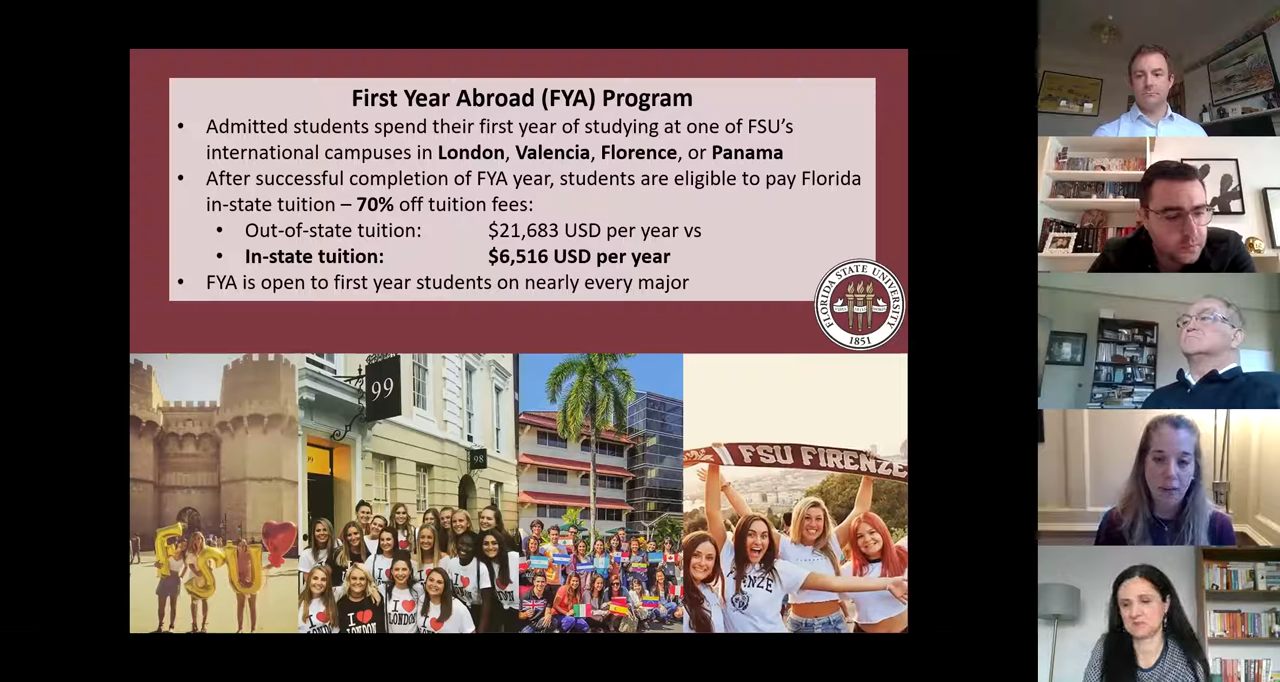 First Year Abroad (FYA) Program
• Admitted students spend their first year of studying at one of FSU's
international campuses in London, Valencia, Florence, or Panama
• After successful completion of FYA year, students are eligible to pay Florida
in-state tuition – 70% off tuition fees:
• Out-of-state tuition: $21,683 USD per year vs
• In-state tuition: $6,516 USD per year
• FYA is open to first year students on nearly every major
FLORIDA STATE UNIVERSITY
1851
99
98
FSU FIRENZE
FSU
I LONDON